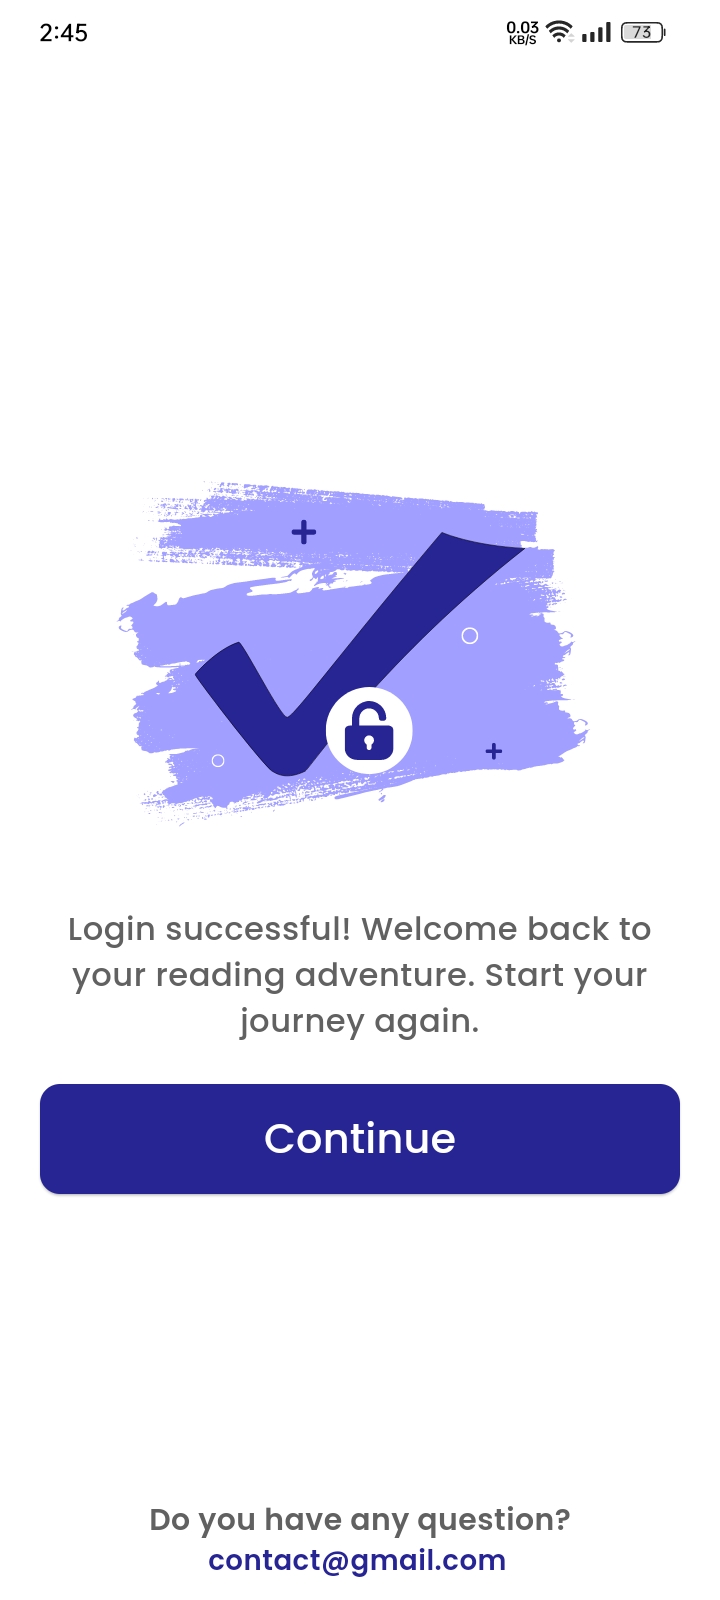 2:45
0.03
KB/S
73
Login successful! Welcome back to
your reading adventure. Start your
journey again.
Continue
Do you have any question?
contact@gmail.com